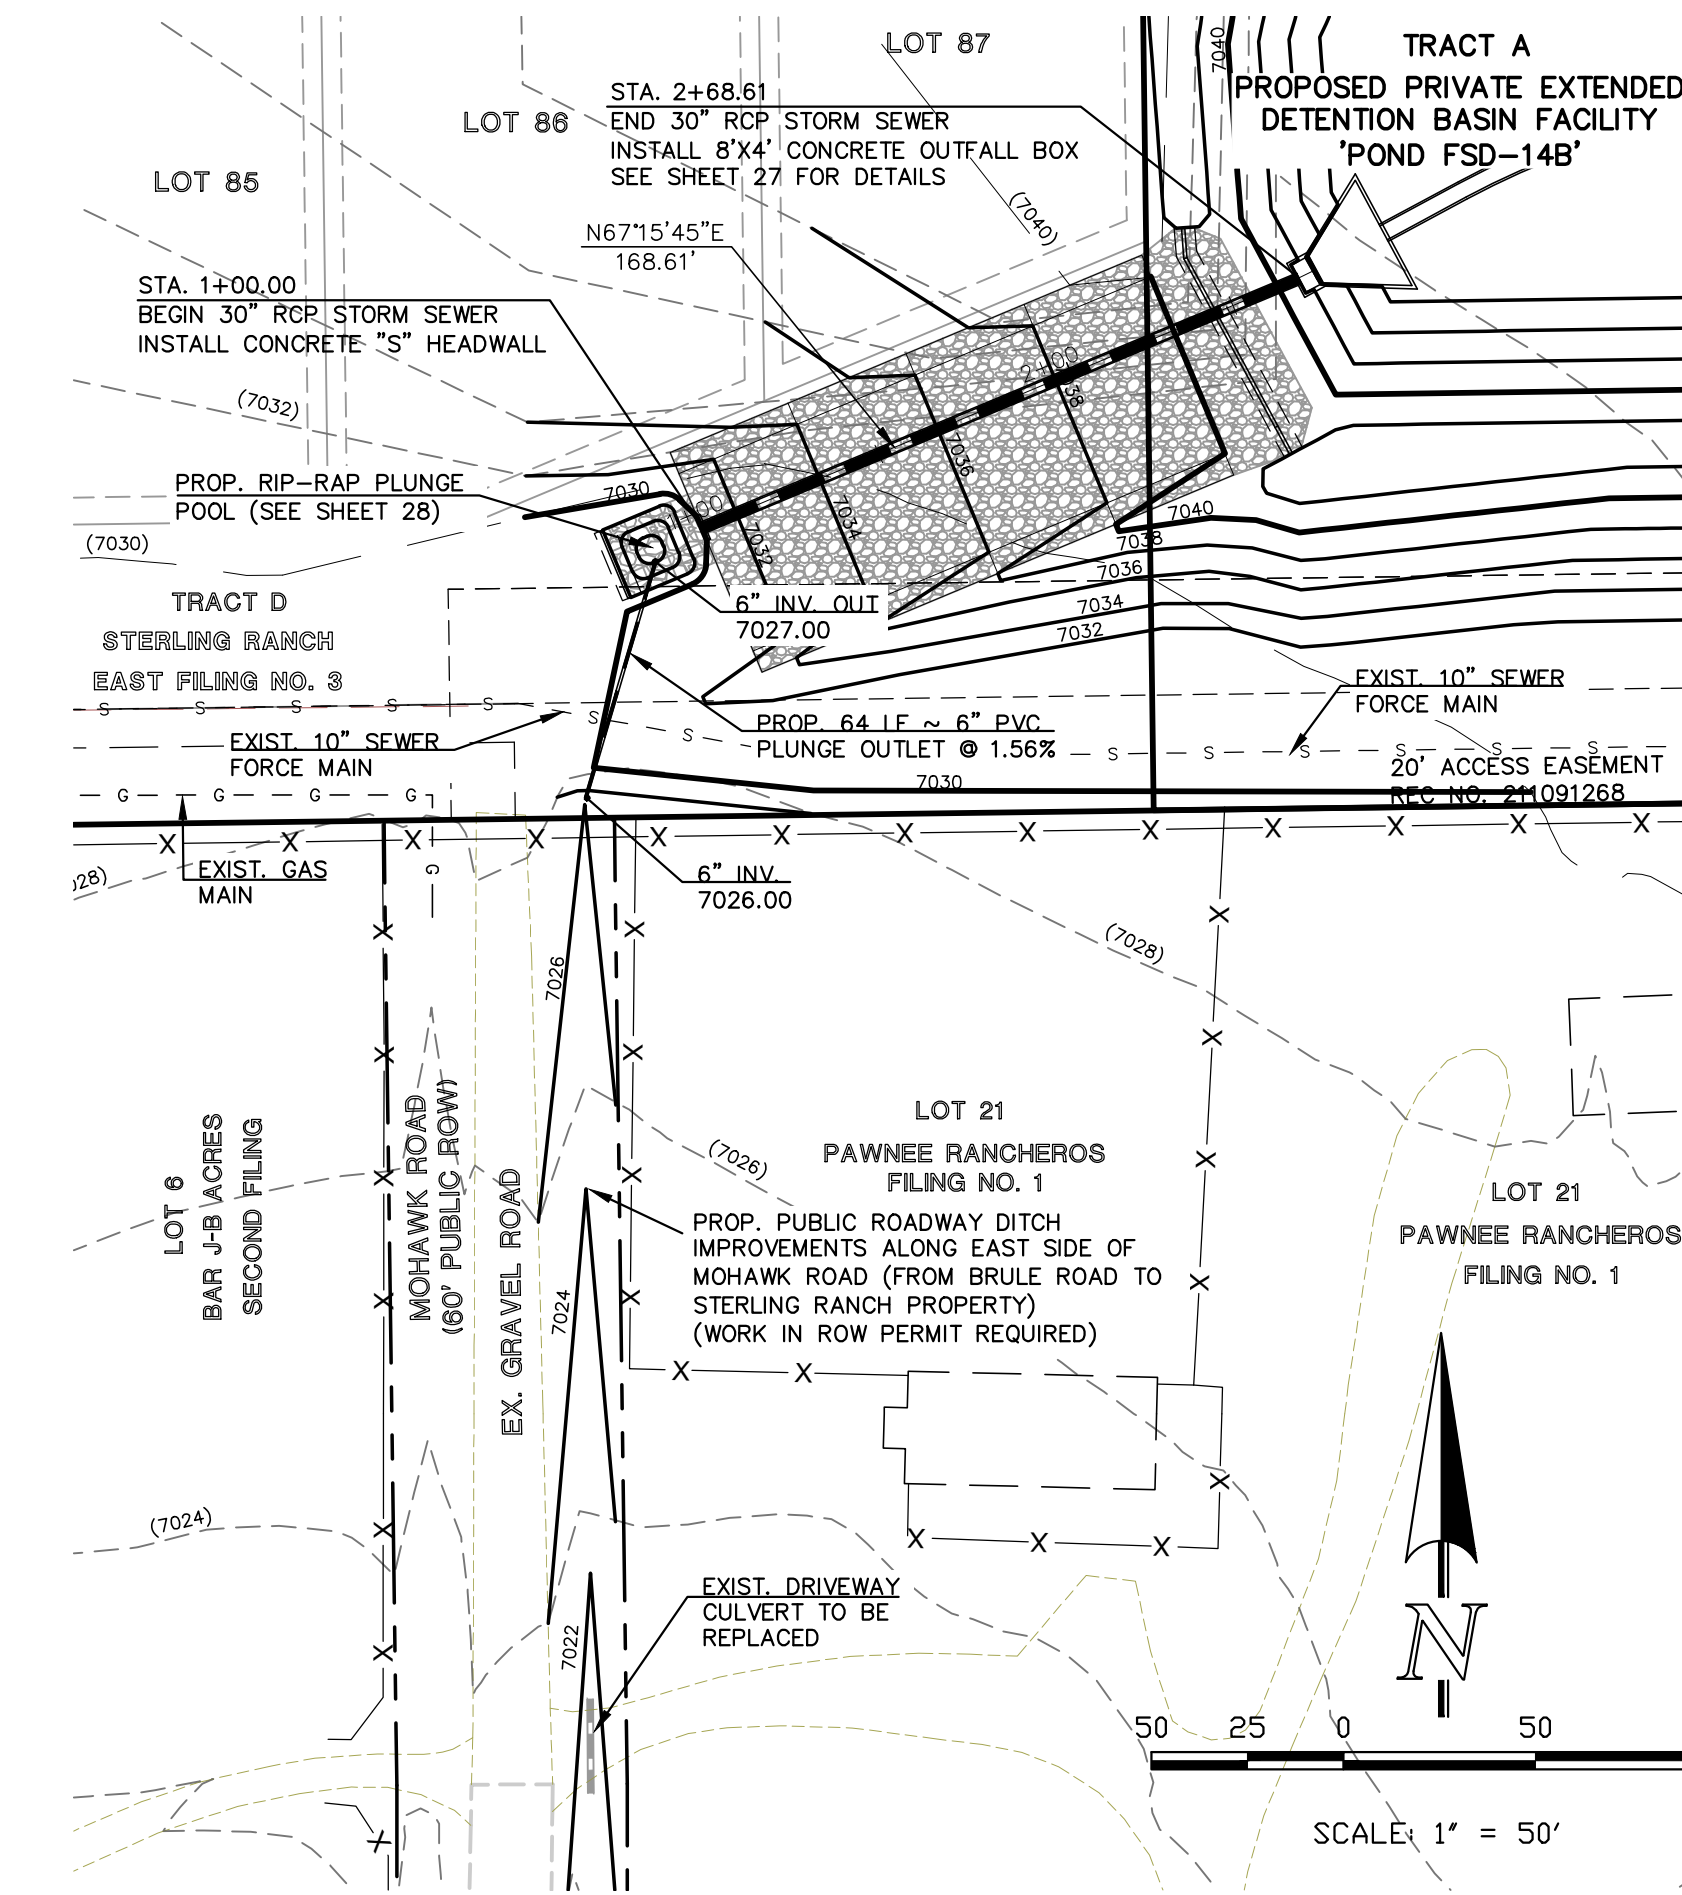 LOT 87
7040
TRACT A
PROPOSED PRIVATE EXTENDED
DETENTION BASIN FACILITY
'POND FSD-14B'
STA. 2+68.61
END 30" RCP STORM SEWER
INSTALL 8'X4' CONCRETE OUTFALL BOX
SEE SHEET 27 FOR DETAILS
LOT 86
LOT 85
(7040)
N67°15'45"E
168.61'
STA. 1+00.00
BEGIN 30" RCP STORM SEWER
INSTALL CONCRETE "S" HEADWALL
2+00
7038
(7032)
7036
PROP. RIP-RAP PLUNGE
POOL (SEE SHEET 28)
7030
1+00
7034
7032
7040
7038
7036
7034
7032
(7030)
TRACT D
STERLING RANCH
EAST FILING NO. 3
6" INV. OUT
7027.00
EXIST. 10" SEWER
FORCE MAIN
S S S S S S S
PROP. 64 LF ~ 6" PVC
PLUNGE OUTLET @ 1.56%
S S S S S S
EXIST. 10" SEWER
FORCE MAIN
7030
20' ACCESS EASEMENT
REC NO. 211091268
G G G G
X X X X X X X X X X X X X
EXIST. GAS
MAIN
G
6" INV.
7026.00
028)
X X X
(7028)
7026
X X X
LOT 6
BAR J-B ACRES
SECOND FILING
MOHAWK ROAD
(60' PUBLIC ROW)
EX. GRAVEL ROAD
(7026)
LOT 21
PAWNEE RANCHEROS
FILING NO. 1
X X X
LOT 21
PAWNEE RANCHEROS
FILING NO. 1
PROP. PUBLIC ROADWAY DITCH
IMPROVEMENTS ALONG EAST SIDE OF
MOHAWK ROAD (FROM BRULE ROAD TO
STERLING RANCH PROPERTY)
(WORK IN ROW PERMIT REQUIRED)
7024
X X X
X X
X
(7024)
X
X X X
EXIST. DRIVEWAY
CULVERT TO BE
REPLACED
7022
X
N
50 25 0 50
X
SCALE: 1" = 50'